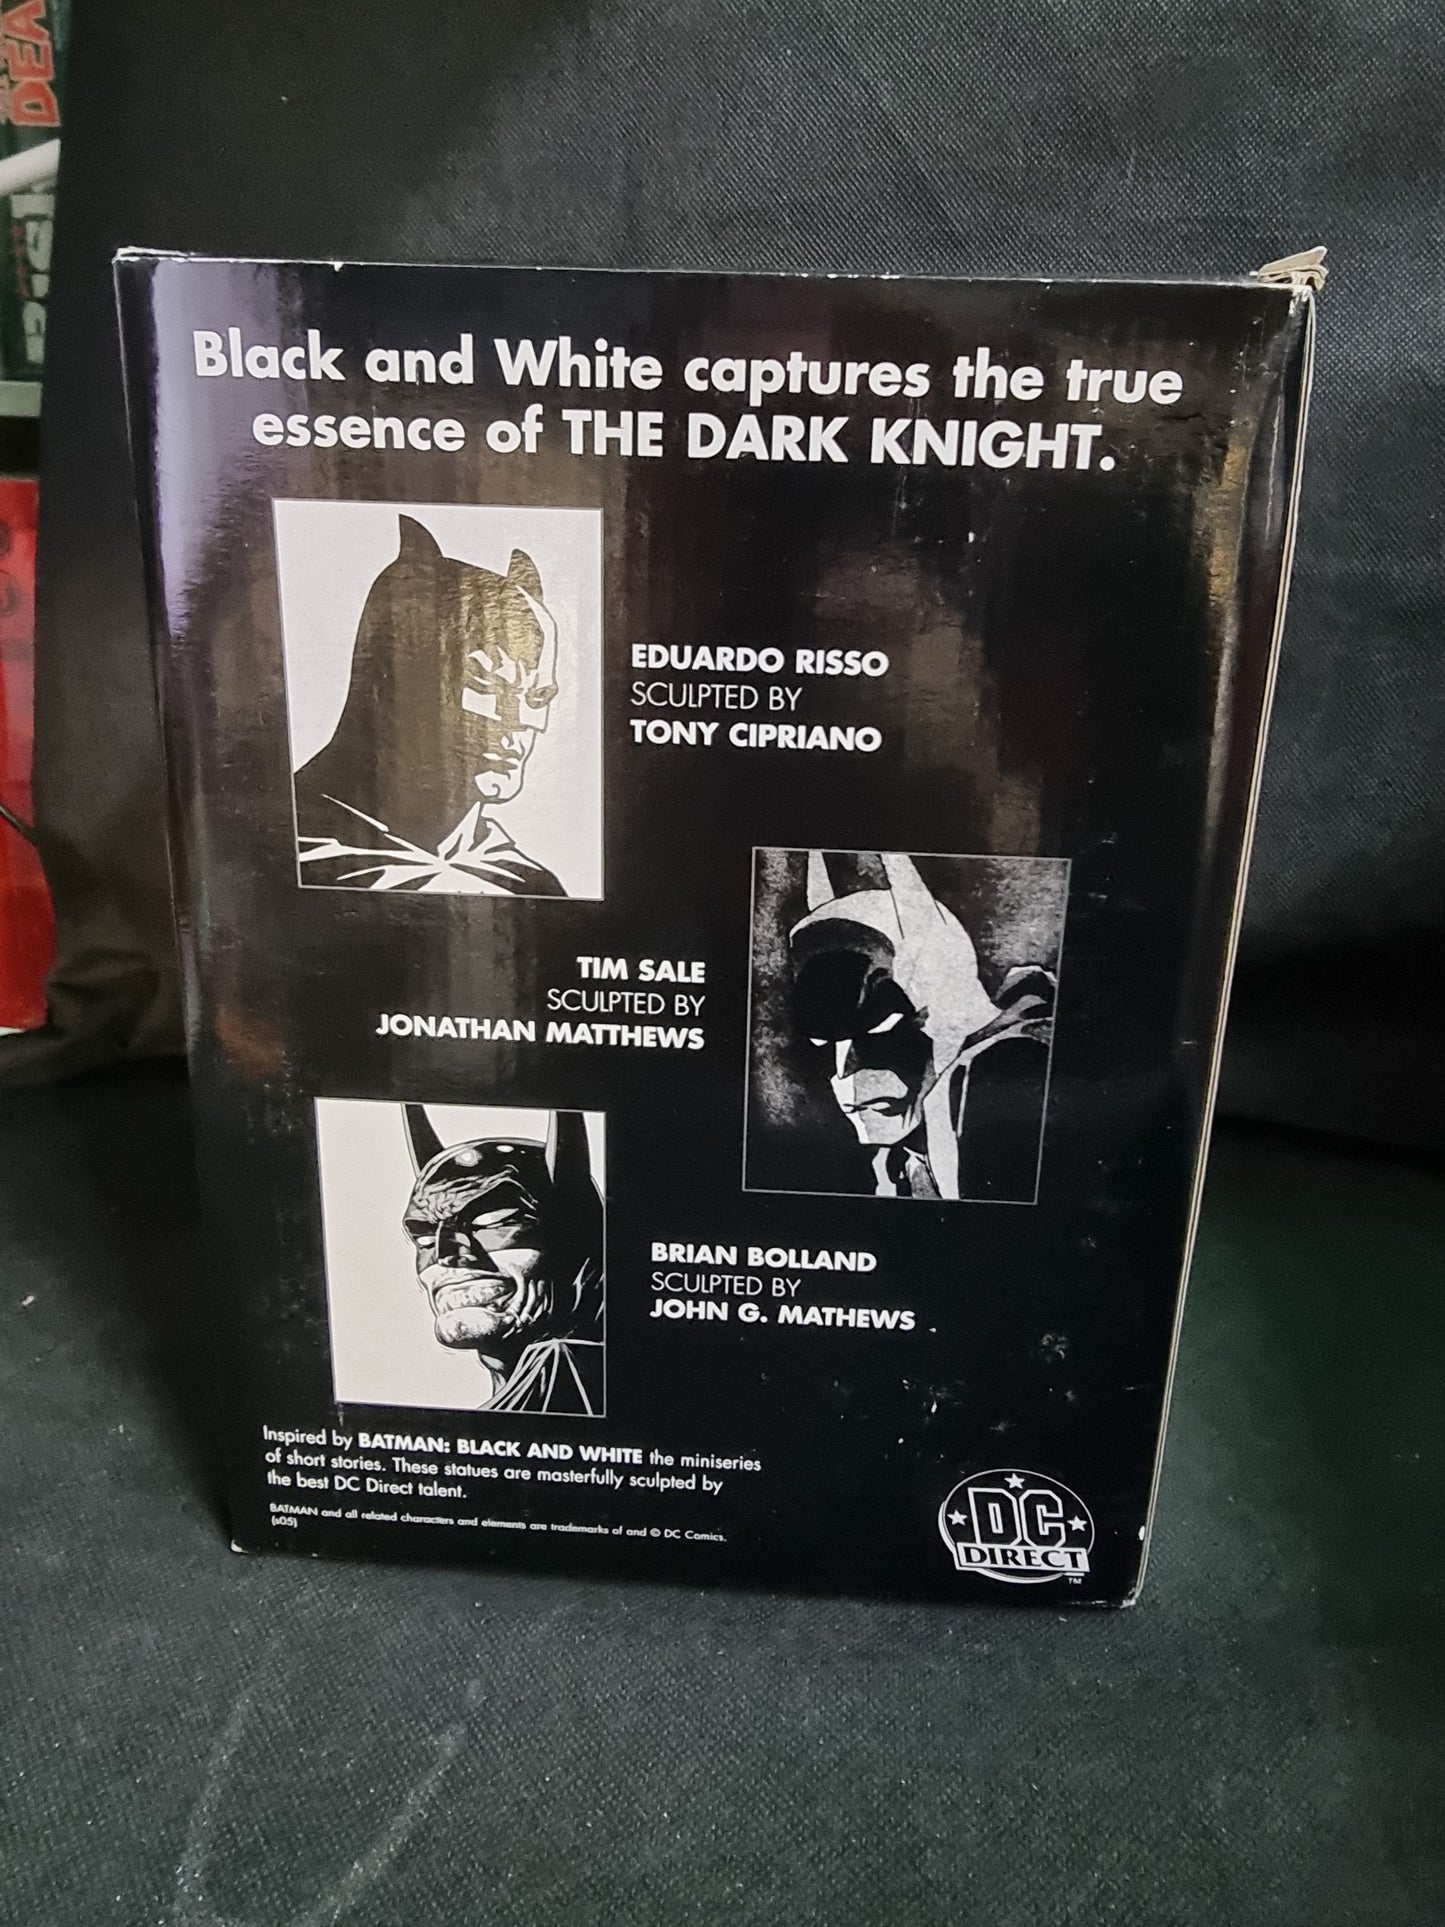 DEA
Black and White captures the true
essence of THE DARK KNIGHT.
EDUARDO RISSO
SCULPTED BY
TONY CIPRIANO
TIM SALE
SCULPTED BY
JONATHAN MATTHEWS
BRIAN BOLLAND
SCULPTED BY
JOHN G. MATHEWS
Inspired by BATMAN: BLACK AND WHITE the miniseries
of short stories. These statues are masterfully sculpted by
the best DC Direct talent.
BATMAN and all related characters and elements are trademarks of and © DC Comics.
(s05)
DC
DIRECT
TM